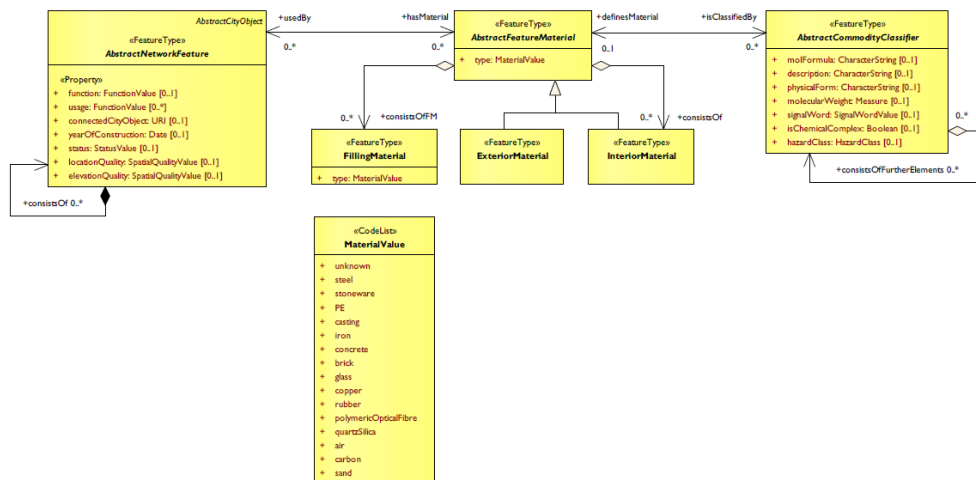 AbstractCityObject
«FeatureType»
AbstractNetworkFeature
«Property»
+ function: FunctionValue [0..1]
+ usage: FunctionValue [0..*]
+ connectedCityObject: URI [0..1]
+ yearOfConstruction: Date [0..1]
+ status: StatusValue [0..1]
+ locationQuality: SpatialQualityValue [0..1]
+ elevationQuality: SpatialQualityValue [0..1]
+consistsOf 0..*
+usedBy
0..*
+hasMaterial
0..*
«FeatureType»
AbstractFeatureMaterial
+ type: MaterialValue
+definesMaterial
0..1
+isClassifiedBy
0..*
«FeatureType»
AbstractCommodityClassifier
+ molFormula: CharacterString [0..1]
+ description: CharacterString [0..1]
+ physicalForm: CharacterString [0..1]
+ molecularWeight: Measure [0..1]
+ signalWord: SignalWordValue [0..1]
+ isChemicalComplex: Boolean [0..1]
+ hazardClass: HazardClass [0..1]
0..*
+consistsOfFurtherElements 0..*
0..*
+consistsOfFM
0..*
+consistsOf
«FeatureType»
FillingMaterial
+ type: MaterialValue
«FeatureType»
ExteriorMaterial
«FeatureType»
InteriorMaterial
«CodeList»
MaterialValue
+ unknown
+ steel
+ stoneware
+ PE
+ casting
+ iron
+ concrete
+ brick
+ glass
+ copper
+ rubber
+ polymericOpticalFibre
+ quartzSilica
+ air
+ carbon
+ sand